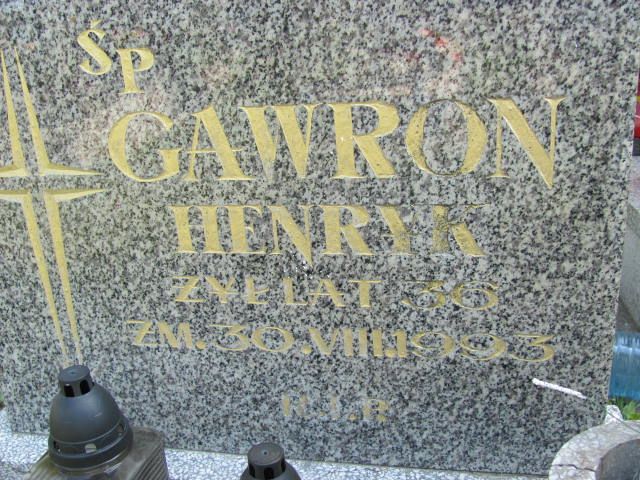 ŚP
GAWRON
HENRYK
ŻYŁ LAT 36
ZM. 30.VIII.1993
R.I.P.